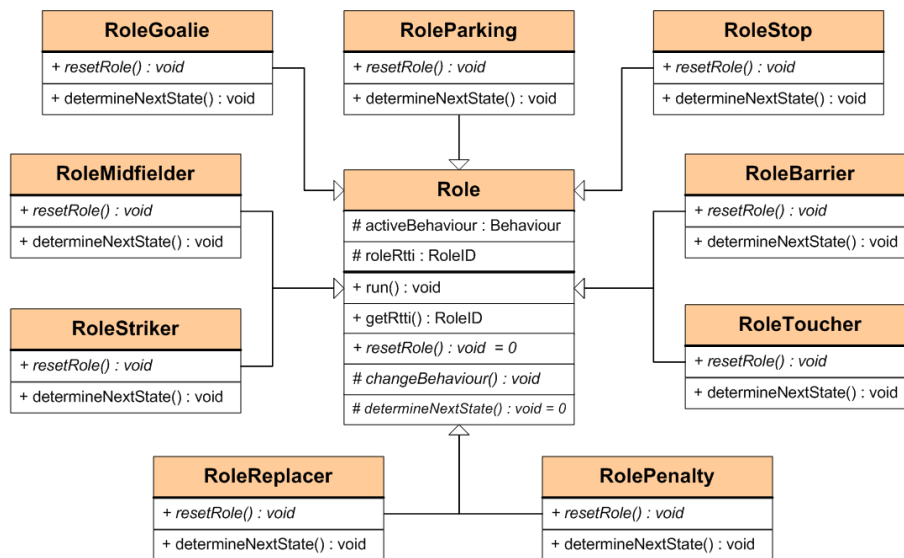 RoleGoalie
+ resetRole() : void
+ determineNextState() : void
RoleParking
+ resetRole() : void
+ determineNextState() : void
RoleStop
+ resetRole() : void
+ determineNextState() : void
RoleMidfielder
+ resetRole() : void
+ determineNextState() : void
Role
# activeBehaviour : Behaviour
# roleRtti : RoleID
+ run() : void
+ getRtti() : RoleID
+ resetRole() : void = 0
# changeBehaviour() : void
# determineNextState() : void = 0
RoleBarrier
+ resetRole() : void
+ determineNextState() : void
RoleStriker
+ resetRole() : void
+ determineNextState() : void
RoleToucher
+ resetRole() : void
+ determineNextState() : void
RoleReplacer
+ resetRole() : void
+ determineNextState() : void
RolePenalty
+ resetRole() : void
+ determineNextState() : void